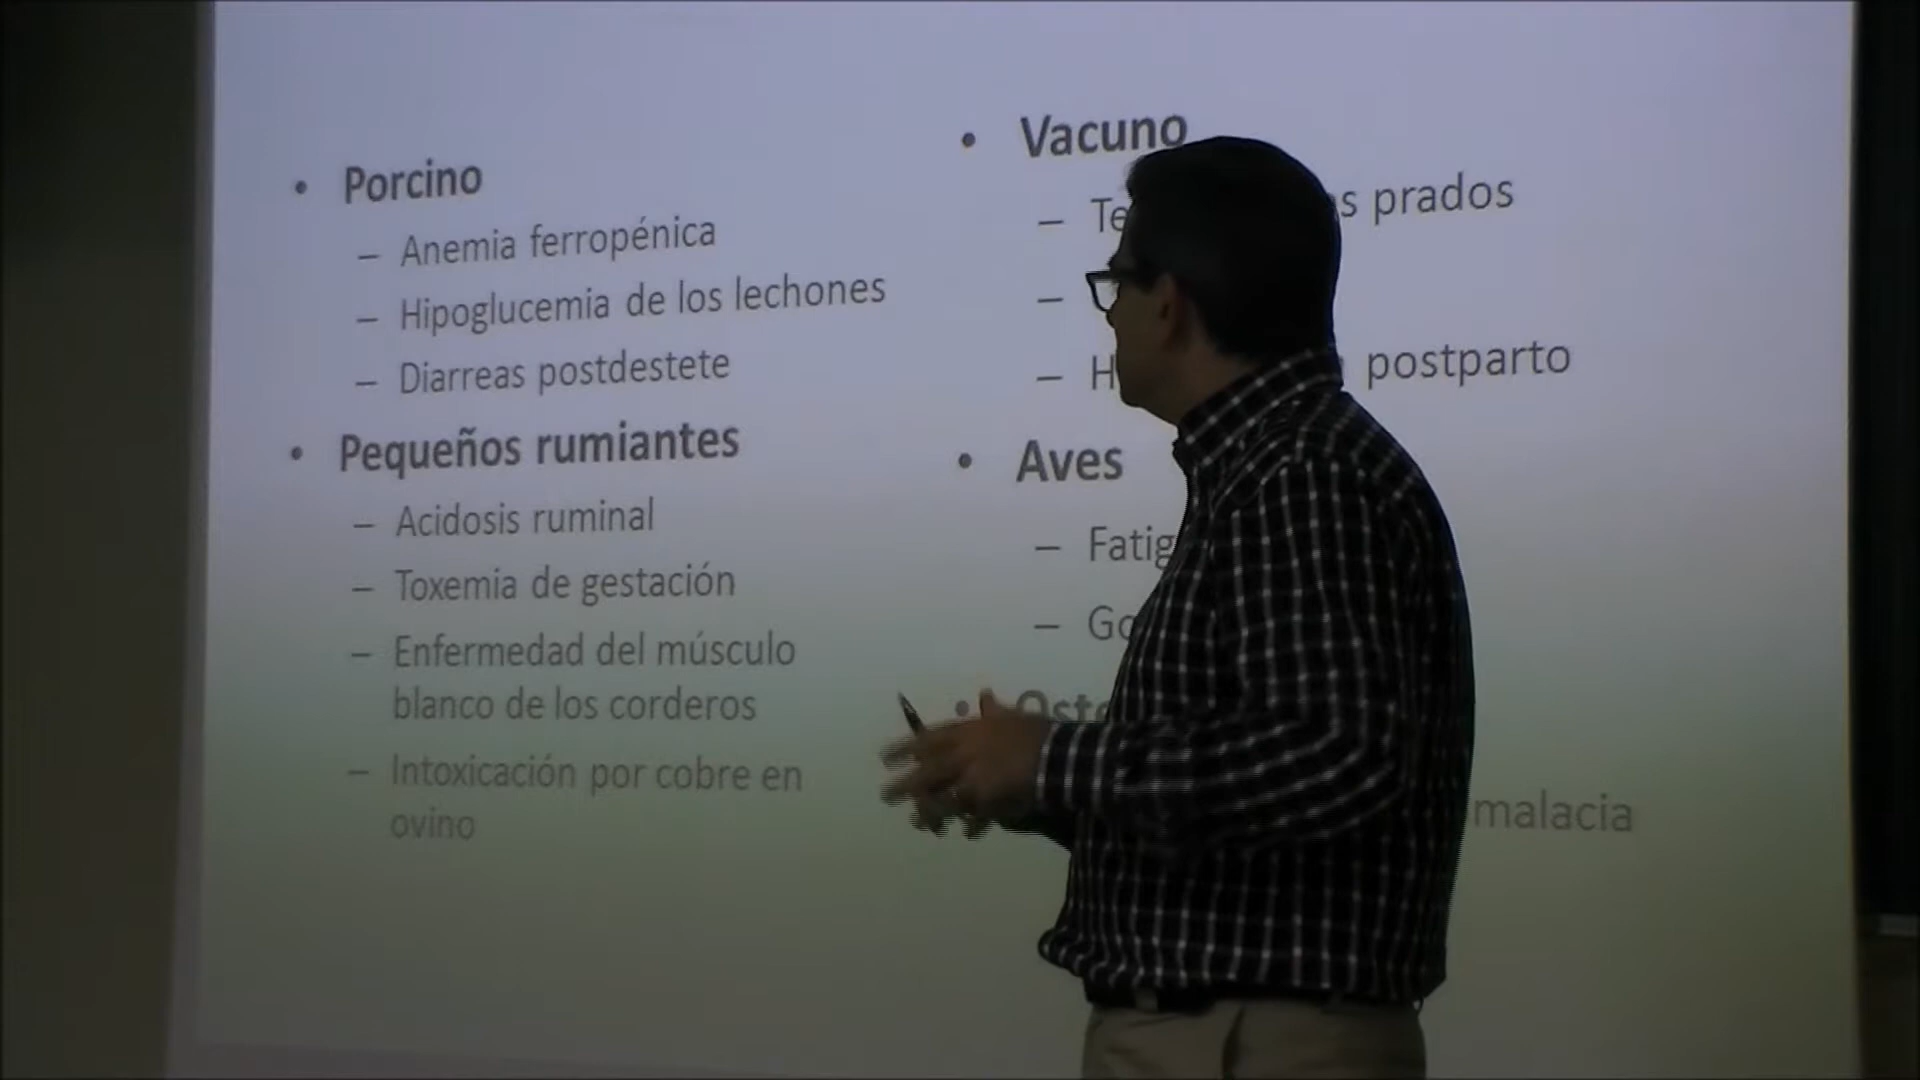 • Porcino
– Anemia ferropénica
– Hipoglucemia de los lechones
– Diarreas postdestete
• Pequeños rumiantes
– Acidosis ruminal
– Toxemia de gestación
– Enfermedad del músculo
blanco de los corderos
– Intoxicación por cobre en
ovino
• Vacuno
– prados
–
– postparto
• Aves
–
–
•